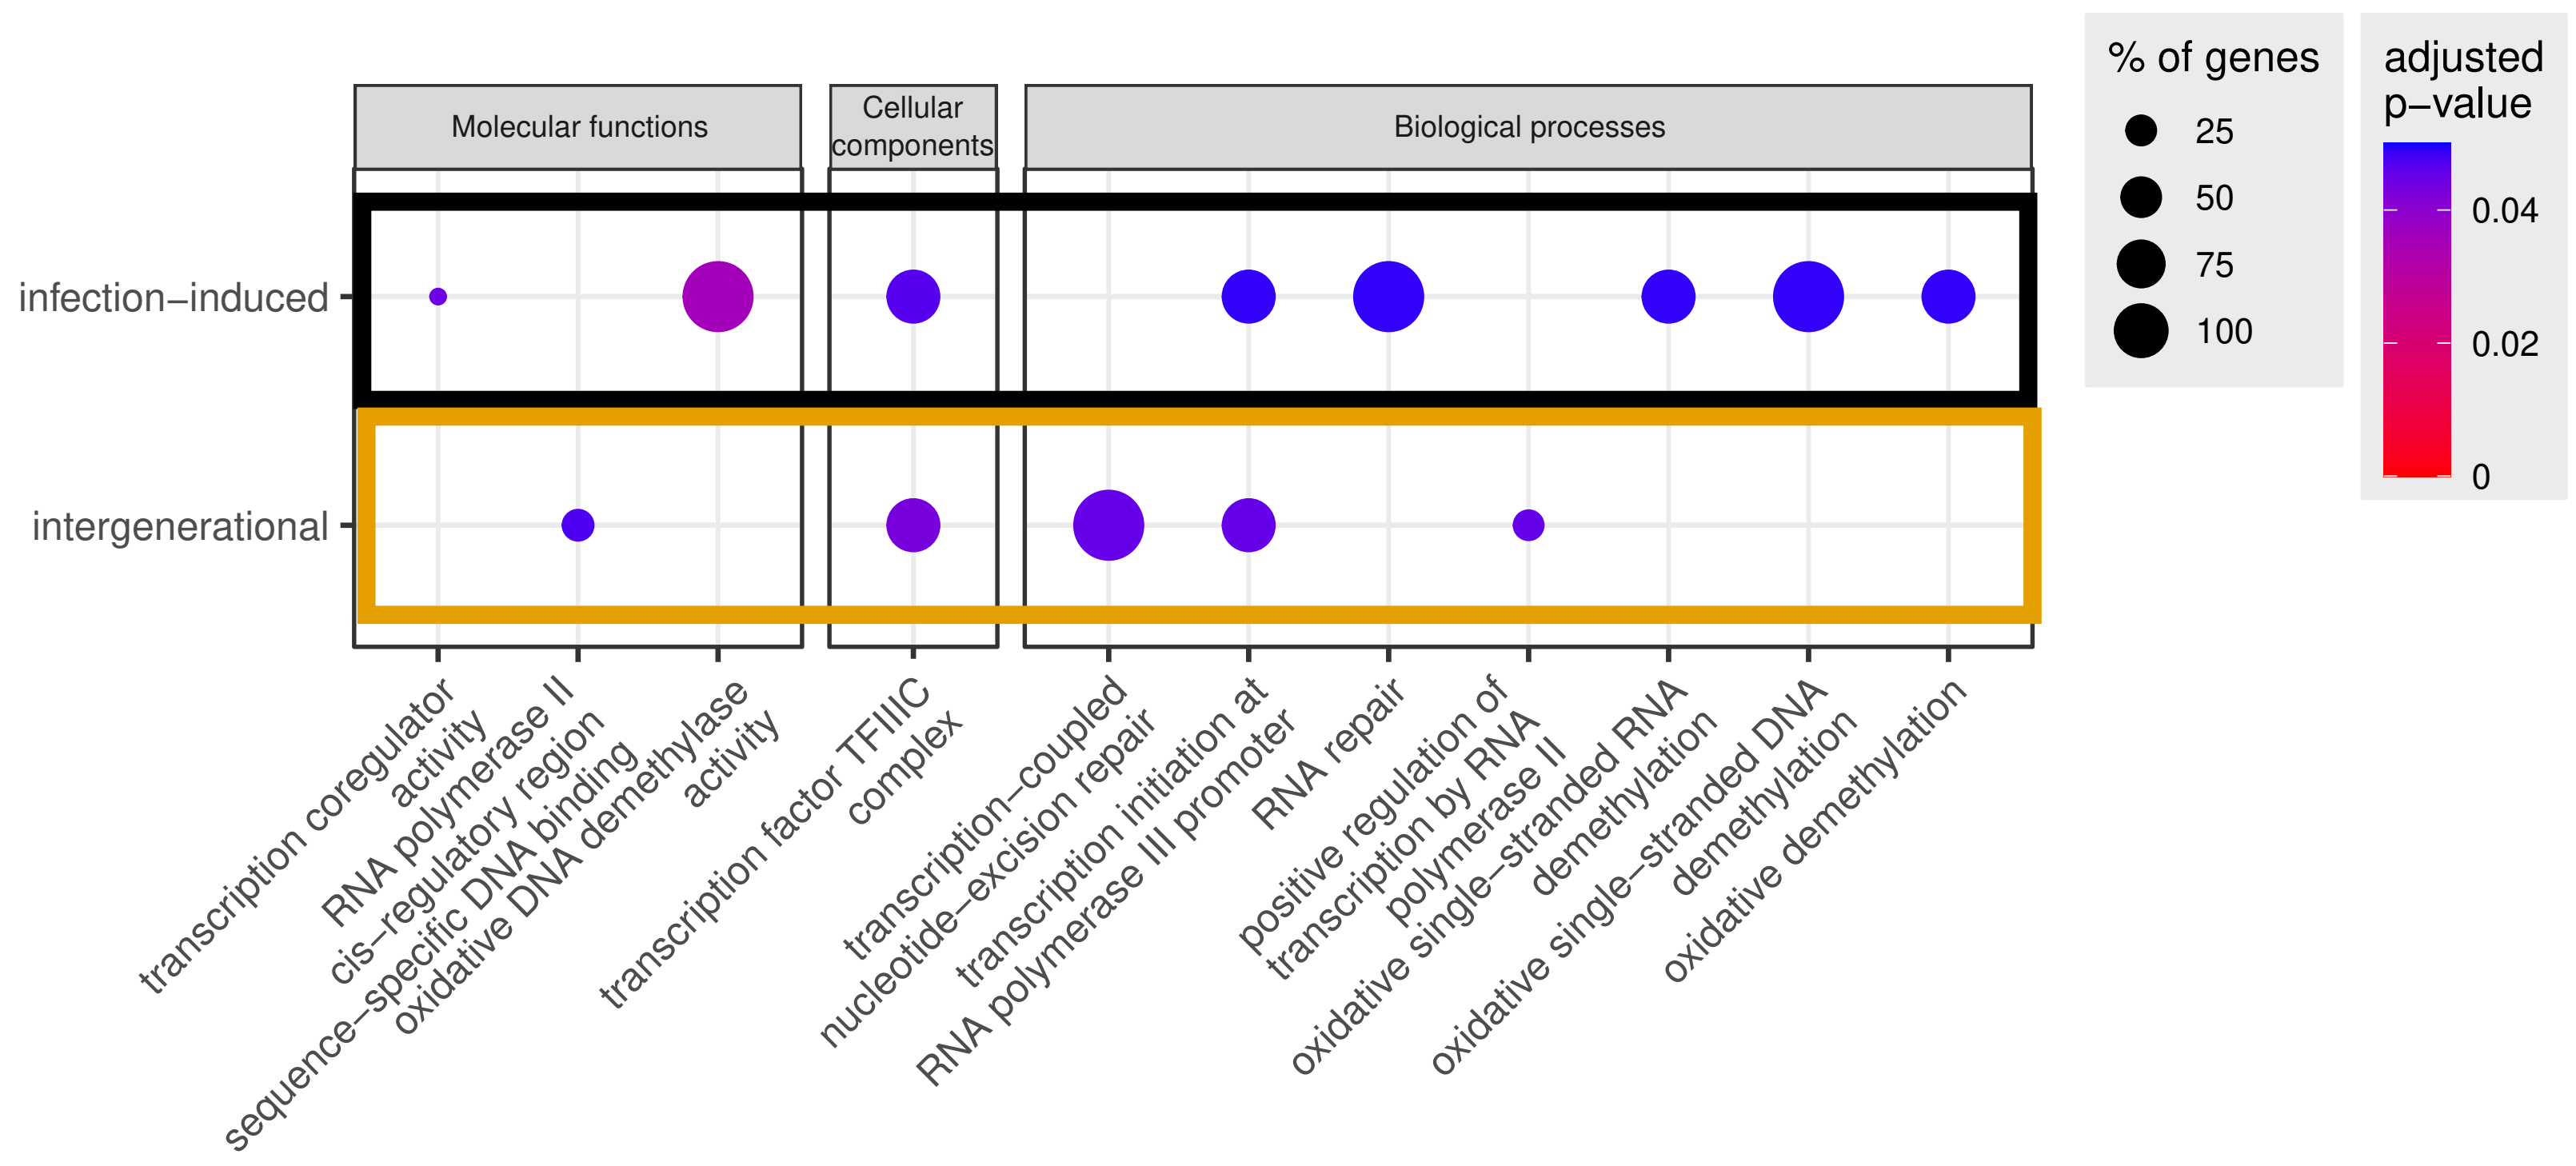 Molecular functions
Cellular
components
Biological processes
infection−induced
intergenerational
transcription coregulator
activity
RNA polymerase II
cis−regulatory region
sequence−specific DNA binding
oxidative DNA demethylase
activity
transcription factor TFIIIC
complex
transcription−coupled
nucleotide−excision repair
transcription initiation at
RNA polymerase III promoter
RNA repair
positive regulation of
transcription by RNA
polymerase II
oxidative single−stranded RNA
demethylation
oxidative single−stranded DNA
demethylation
oxidative demethylation
% of genes
25
50
75
100
adjusted
p−value
0.04
0.02
0